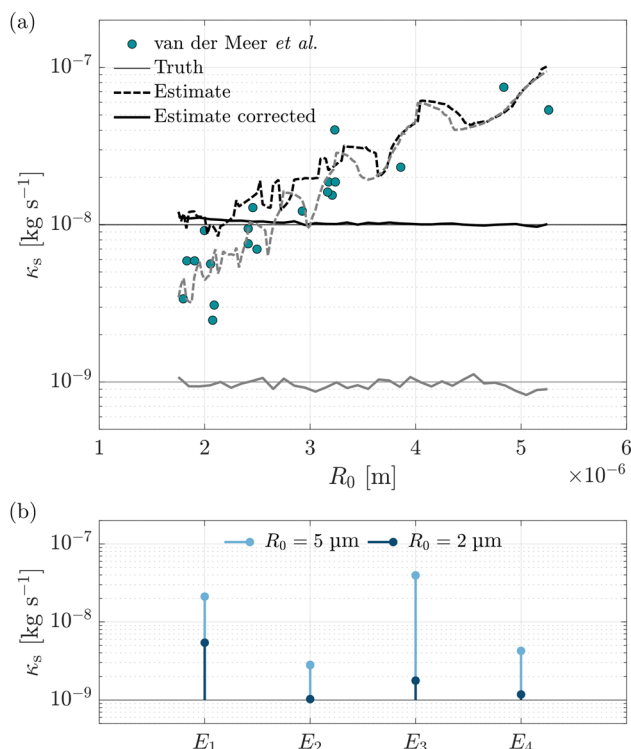 (a)
van der Meer et al.
Truth
Estimate
Estimate corrected
10⁻⁷
10⁻⁸
10⁻⁹
κₛ [kg s⁻¹]
1 2 3 4 5 6
R₀ [m] ×10⁻⁶
(b)
R₀ = 5 µm R₀ = 2 µm
10⁻⁷
10⁻⁸
10⁻⁹
κₛ [kg s⁻¹]
E₁ E₂ E₃ E₄